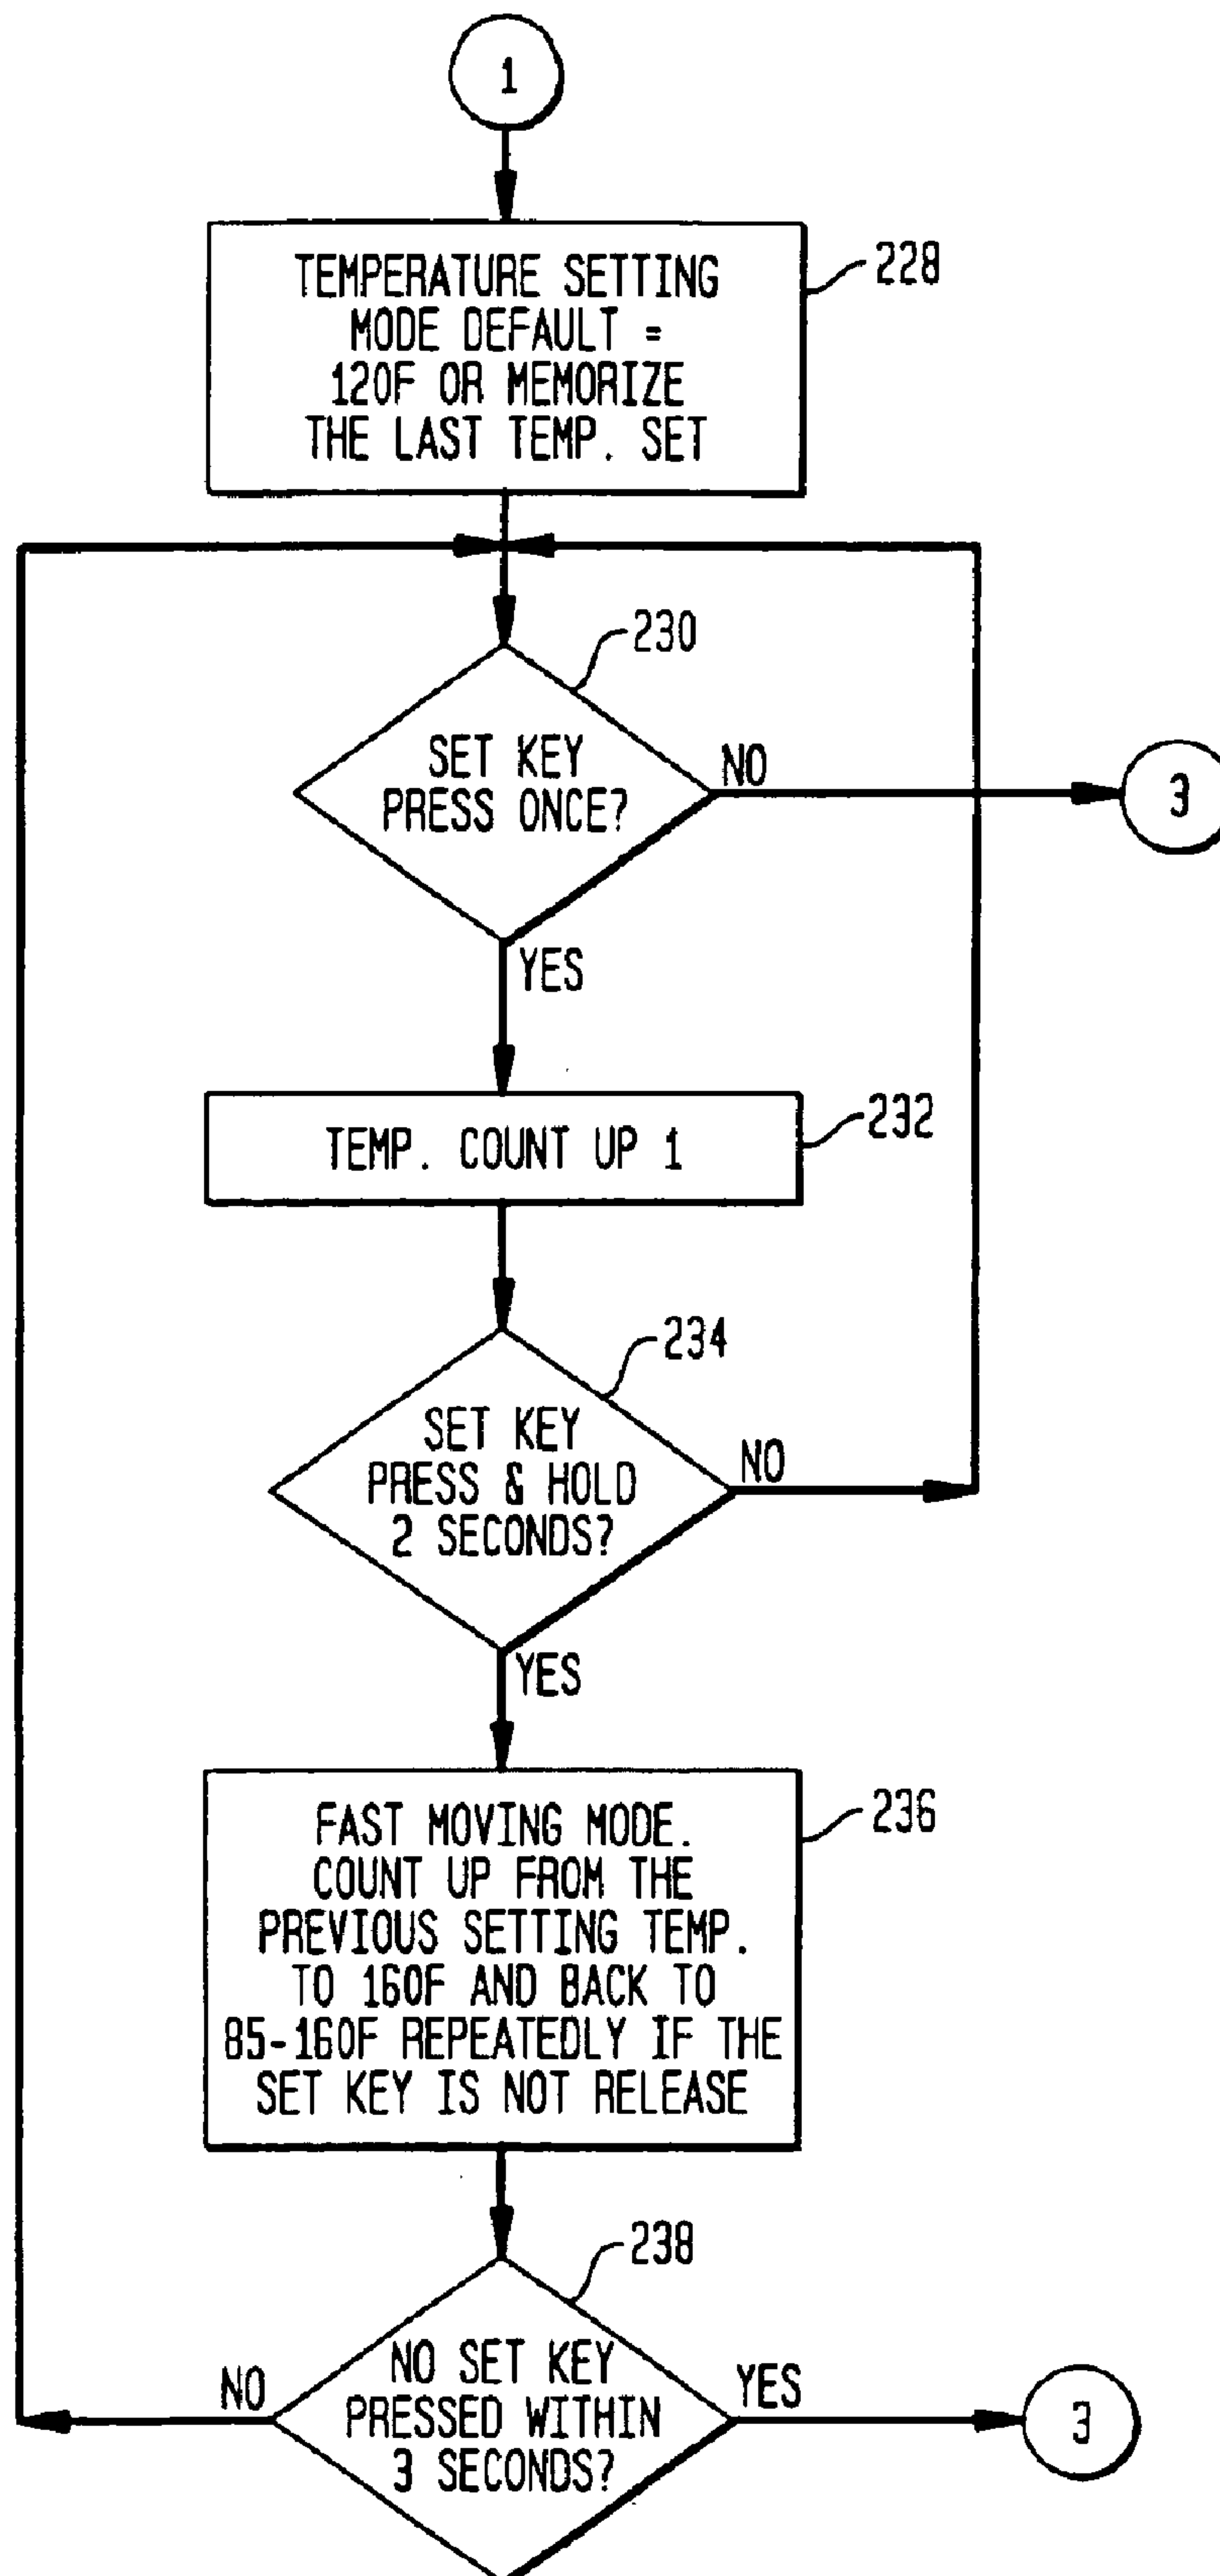 1
TEMPERATURE SETTING
MODE DEFAULT =
120F OR MEMORIZE
THE LAST TEMP. SET
228
230
SET KEY
PRESS ONCE?
NO
3
YES
TEMP. COUNT UP 1
232
234
SET KEY
PRESS & HOLD
2 SECONDS?
NO
YES
FAST MOVING MODE.
COUNT UP FROM THE
PREVIOUS SETTING TEMP.
TO 160F AND BACK TO
85-160F REPEATEDLY IF THE
SET KEY IS NOT RELEASE
236
238
NO
NO SET KEY
PRESSED WITHIN
3 SECONDS?
YES
3